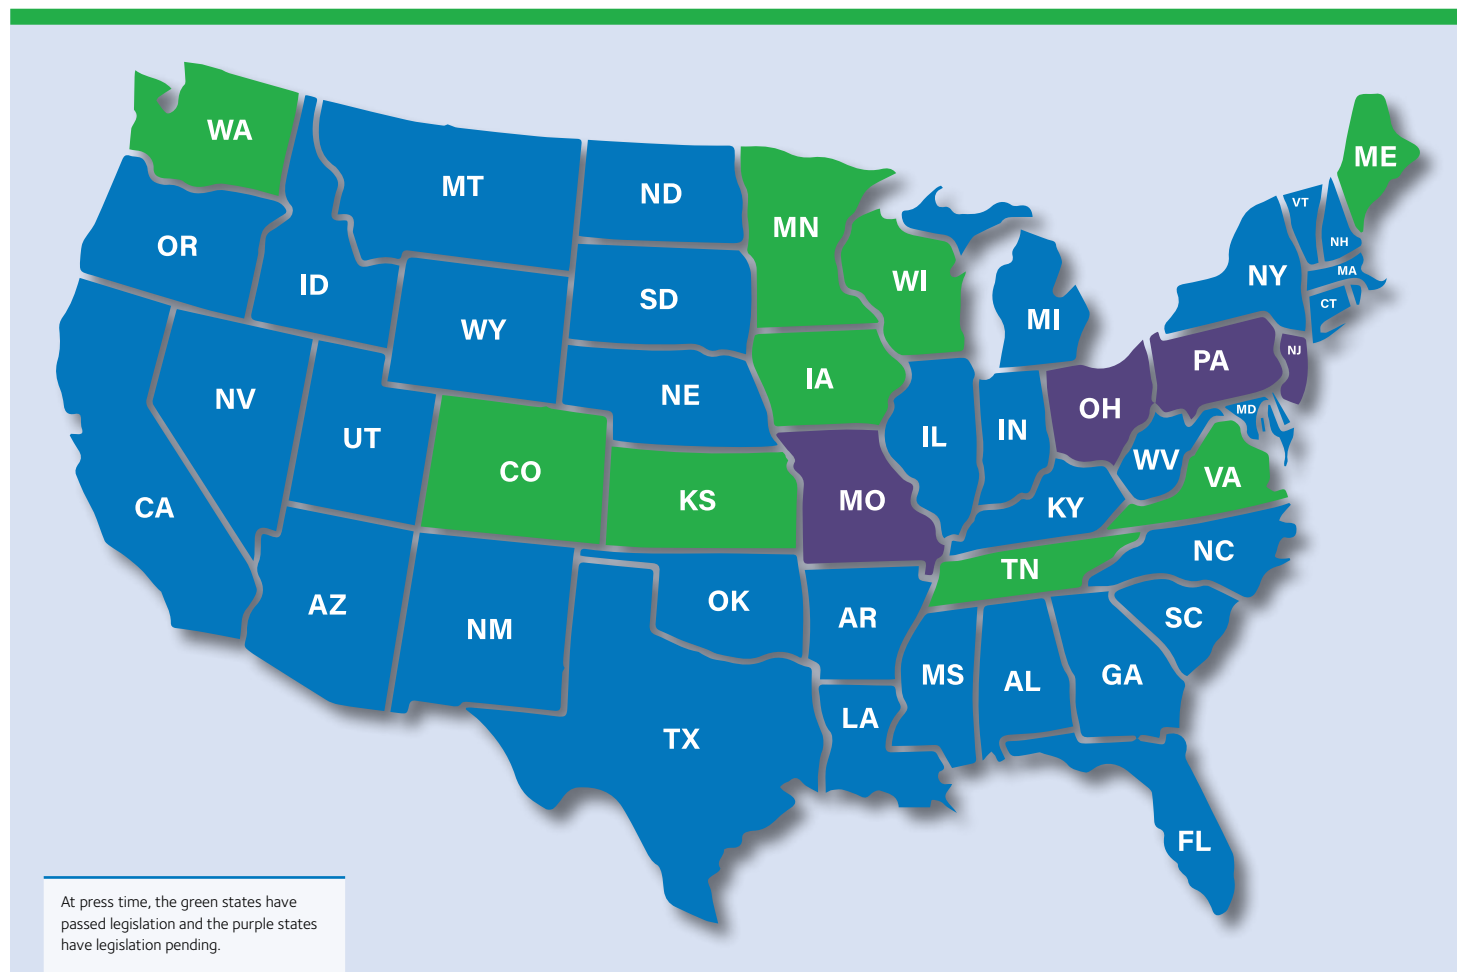 WA
ME
MT
ND
VT
MN
OR
NH
MA
NY
WI
ID
SD
CT
MI
WY
NJ
PA
IA
NE
NV
OH
MD
IN
UT
IL
WV
CO
VA
KS
MO
CA
KY
NC
TN
OK
AZ
AR
SC
NM
MS
GA
AL
LA
TX
FL
At press time, the green states have
passed legislation and the purple states
have legislation pending.